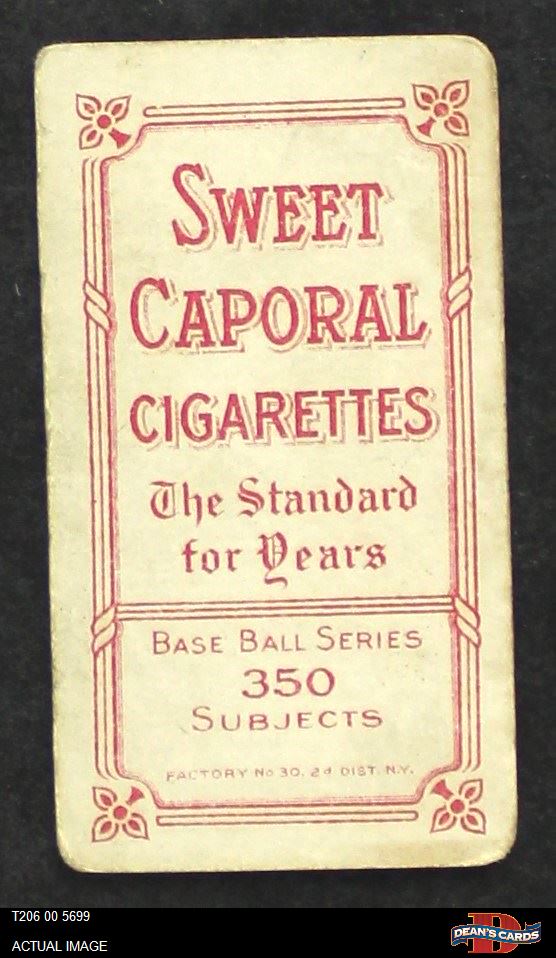 SWEET
CAPORAL
CIGARETTES
The Standard
for Years
BASE BALL SERIES
350
SUBJECTS
FACTORY No 30, 2d DIST. N.Y.
T206 00 5699
ACTUAL IMAGE
D
DEAN'S CARDS